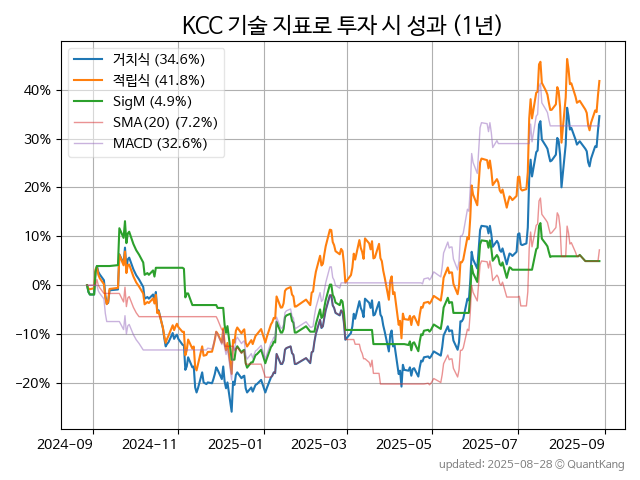 KCC 기술 지표로 투자 시 성과 (1년)
거치식 (34.6%)
적립식 (41.8%)
SigM (4.9%)
SMA(20) (7.2%)
MACD (32.6%)
40%
30%
20%
10%
0%
−10%
−20%
2024-09
2024-11
2025-01
2025-03
2025-05
2025-07
2025-09
updated: 2025-08-28 © QuantKang